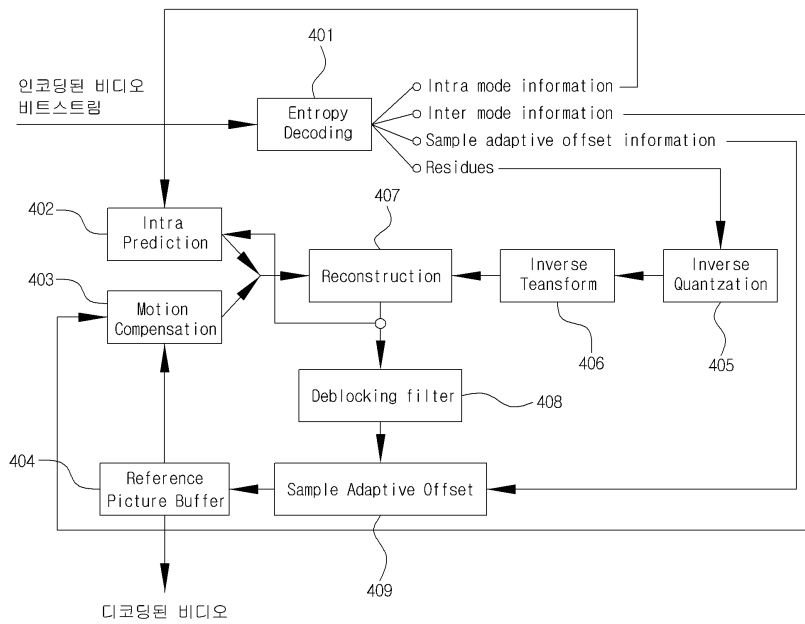 401
인코딩된 비디오
비트스트림
Entropy
Decoding
Intra mode information
Inter mode information
Sample adaptive offset information
Residues
402
Intra
Prediction
407
Reconstruction
Inverse
Teansform
406
Inverse
Quantzation
405
403
Motion
Compensation
Deblocking filter
408
404
Reference
Picture Buffer
Sample Adaptive Offset
409
디코딩된 비디오